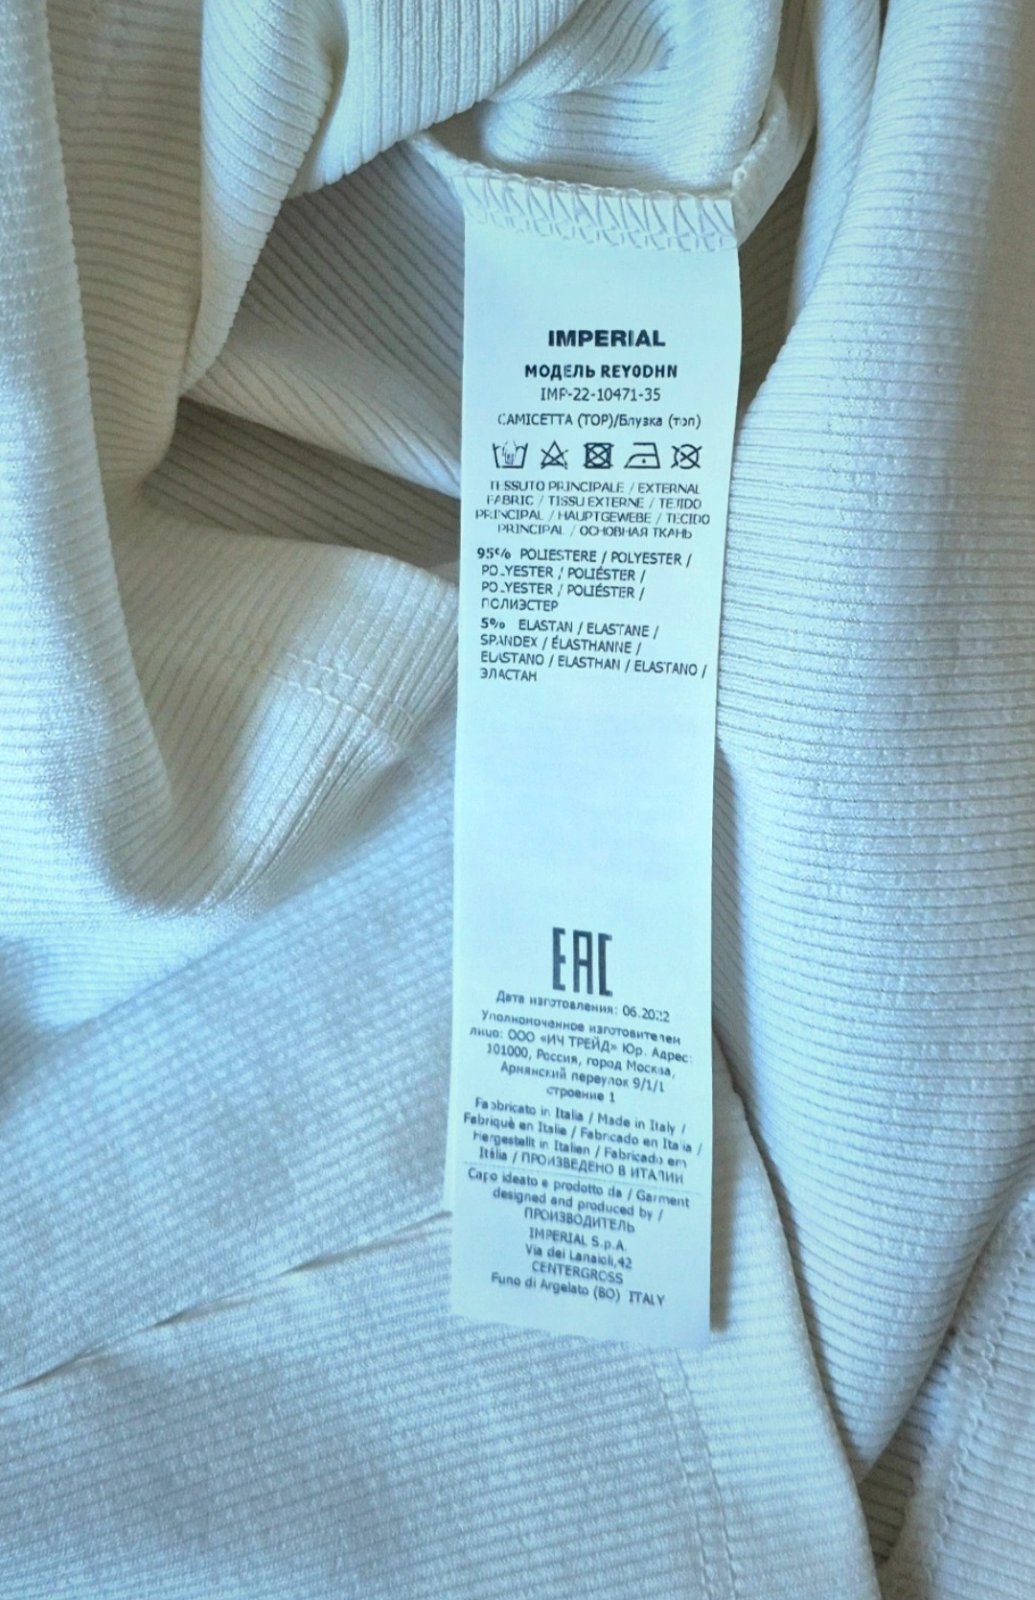 IMPERIAL
МОДЕЛЬ REY0DHN
IMP-22-10471-35
CAMICETTA (TOP)/Блузка (топ)
TESSUTO PRINCIPALE / EXTERNAL
FABRIC / TISSU EXTERNE / TEJIDO
PRINCIPAL / HAUPTGEWEBE / TECIDO
PRINCIPAL / ОСНОВНАЯ ТКАНЬ
95% POLIESTERE / POLYESTER /
POLYESTER / POLIÉSTER /
POLYESTER / POLIÉSTER /
ПОЛИЭСТЕР
5% ELASTAN / ELASTANE /
SPANDEX / ÉLASTHANNE /
ELASTANO / ELASTHAN / ELASTANO /
ЭЛАСТАН
EAC
Дата изготовления: 06.2022
Уполномоченное изготовителем
лицо: ООО «ИЧ ТРЕЙД» Юр. Адрес:
101000, Россия, город Москва,
Армянский переулок 9/1/1
строение 1
Fabbricato in Italia / Made in Italy /
Fabriqué en Italie / Fabricado en Italia /
Hergestellt in Italien / Fabricado em
Itália / ПРОИЗВЕДЕНО В ИТАЛИИ
Capo ideato e prodotto da / Garment
designed and produced by /
ПРОИЗВОДИТЕЛЬ
IMPERIAL S.p.A.
Via dei Lanaioli,42
CENTERGROSS
Funo di Argelato (BO) ITALY